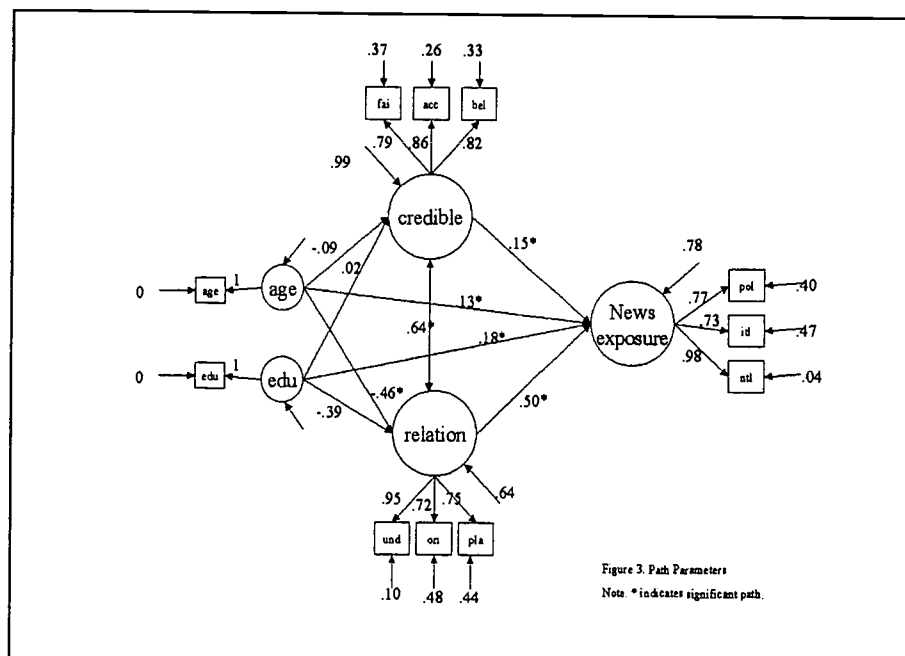 .37 .26 .33
fai acc bel
.79 .86 .82
.99
credible
-.09
.02
.15*
.78
0 age 1 age
.13*
.77 pol .40
News
exposure
.73 itl .47
.64*
.18*
.98 ntl .04
0 edu 1 edu
-.46*
-.39
.50*
relation
.64
.95 .72 .75
und on pla
.10 .48 .44
Figure 3. Path Parameters
Note. * indicates significant path.